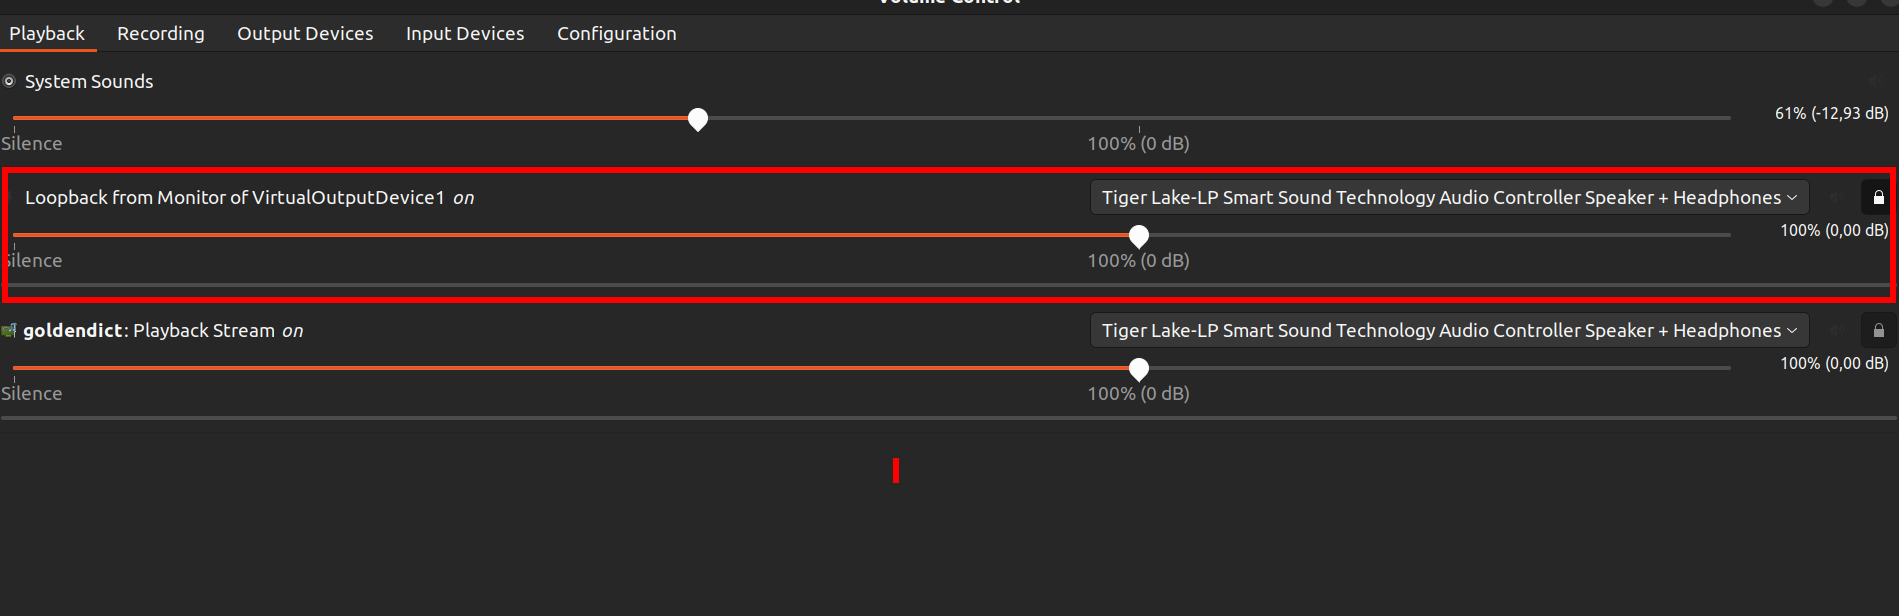 Volume Control
Playback Recording Output Devices Input Devices Configuration
System Sounds
61% (-12,93 dB)
Silence 100% (0 dB)
Loopback from Monitor of VirtualOutputDevice1 on Tiger Lake-LP Smart Sound Technology Audio Controller Speaker + Headphones
100% (0,00 dB)
Silence 100% (0 dB)
goldendict: Playback Stream on Tiger Lake-LP Smart Sound Technology Audio Controller Speaker + Headphones
100% (0,00 dB)
Silence 100% (0 dB)